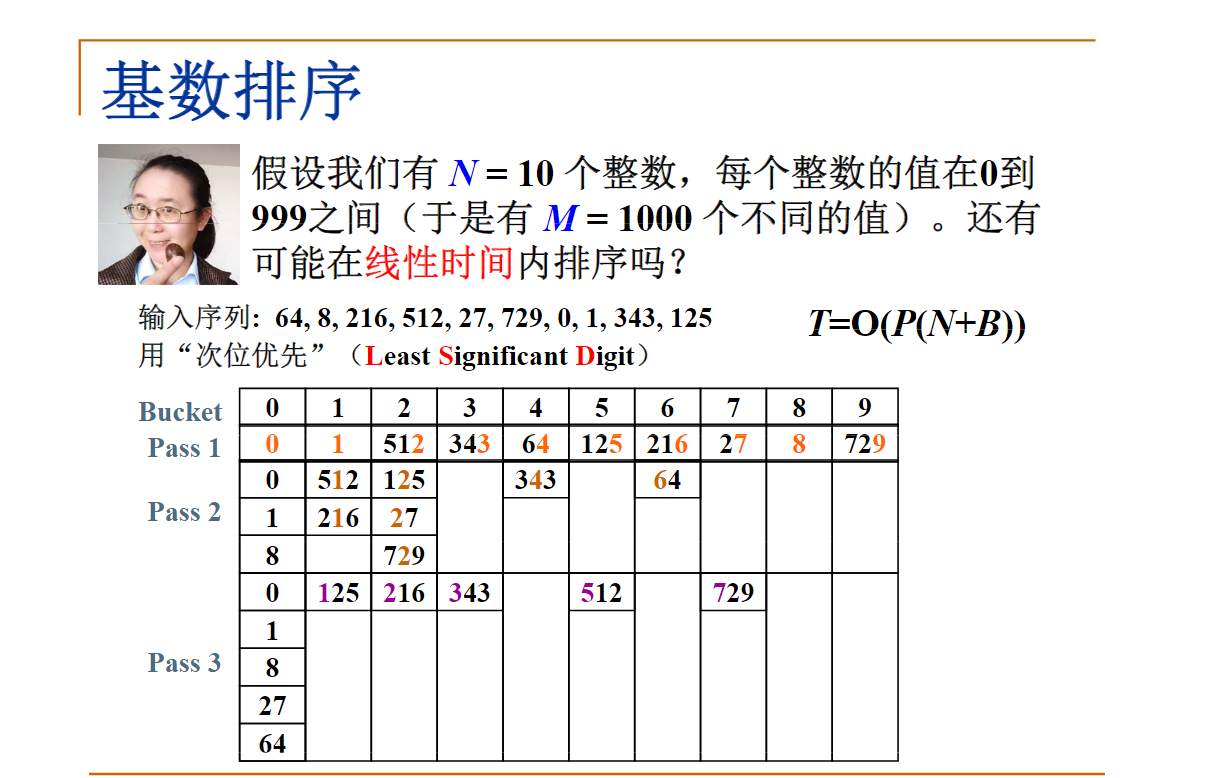 基数排序
假设我们有 N = 10 个整数，每个整数的值在0到
999之间（于是有 M = 1000 个不同的值）。还有
可能在线性时间内排序吗？
输入序列: 64, 8, 216, 512, 27, 729, 0, 1, 343, 125
T=O(P(N+B))
用“次位优先”（Least Significant Digit）
Bucket 0 1 2 3 4 5 6 7 8 9
Pass 1 0 1 512 343 64 125 216 27 8 729
0 512 125 343 64
Pass 2 1 216 27
8 729
0 125 216 343 512 729
1
Pass 3 8
27
64